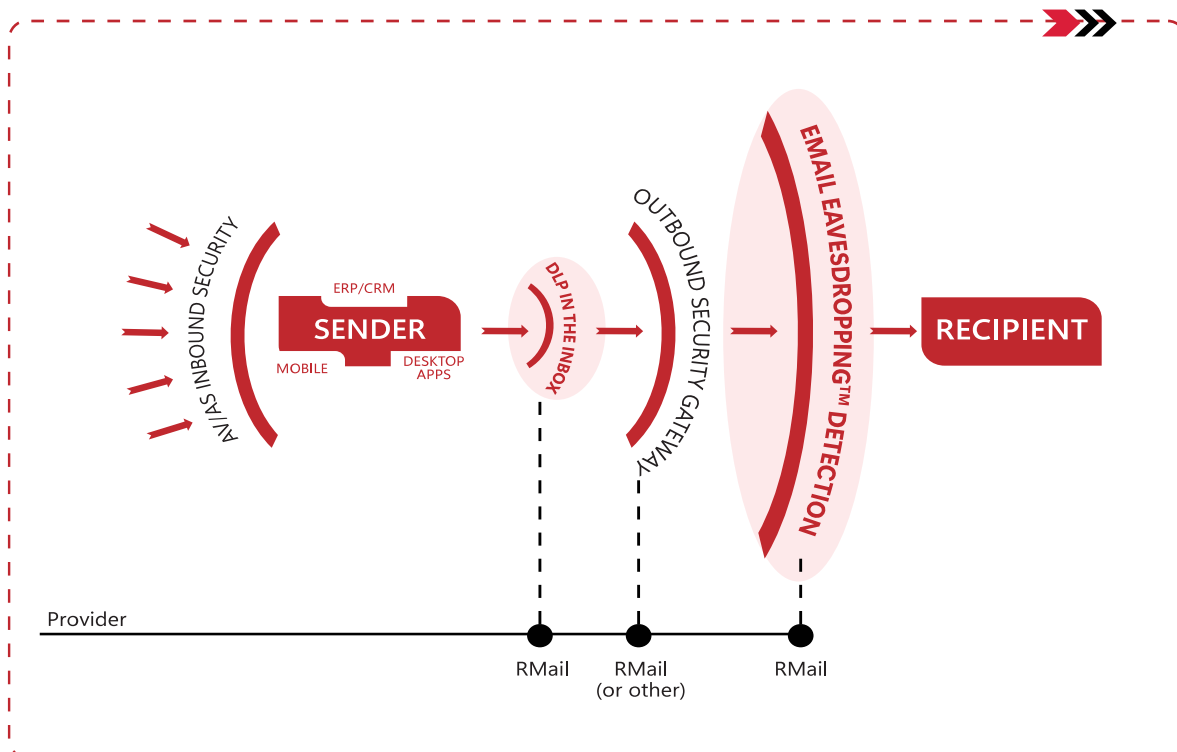 AV/AS INBOUND SECURITY
ERP/CRM
SENDER
MOBILE
DESKTOP
APPS
DLP IN THE INBOX
OUTBOUND SECURITY GATEWAY
EMAIL EAVESDROPPING™ DETECTION
RECIPIENT
Provider
RMail
RMail
(or other)
RMail